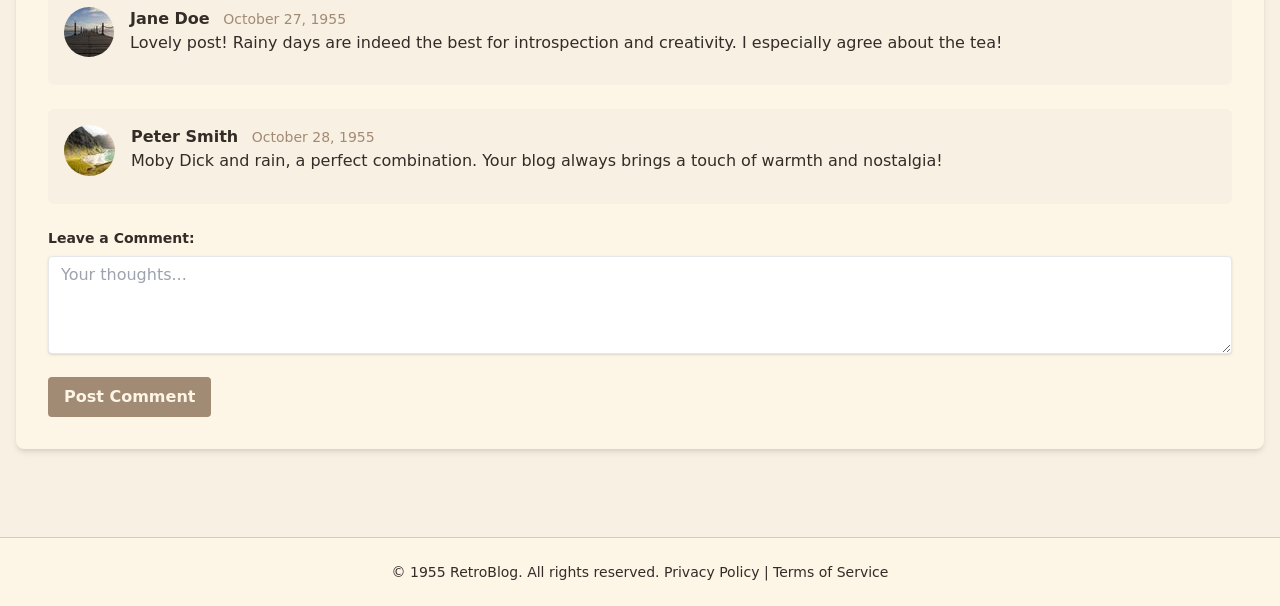 Jane Doe October 27, 1955
Lovely post! Rainy days are indeed the best for introspection and creativity. I especially agree about the tea!
Peter Smith October 28, 1955
Moby Dick and rain, a perfect combination. Your blog always brings a touch of warmth and nostalgia!
Leave a Comment:
Your thoughts...
Post Comment
© 1955 RetroBlog. All rights reserved. Privacy Policy | Terms of Service